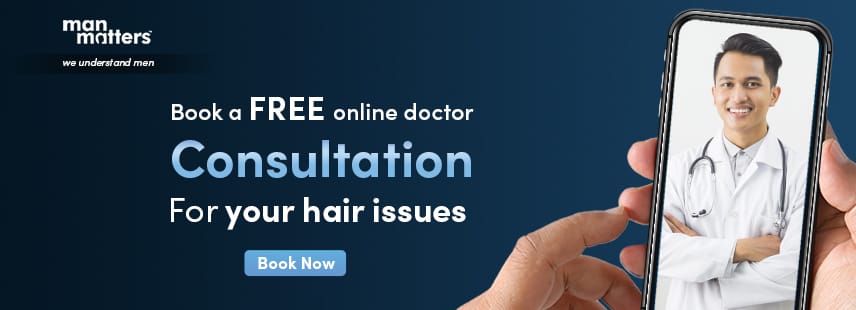 man
matters
we understand men
Book a FREE online doctor
Consultation
For your hair issues
Book Now